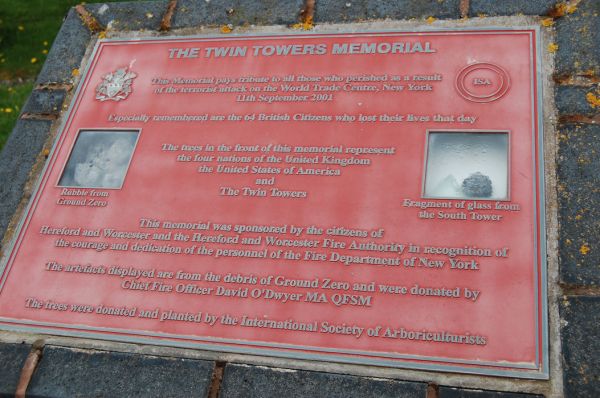 THE TWIN TOWERS MEMORIAL
This Memorial pays tribute to all those who perished as a result
of the terrorist attack on the World Trade Centre, New York
11th September 2001
ISA
Especially remembered are the 64 British Citizens who lost their lives that day
The trees in the front of this memorial represent
the four nations of the United Kingdom
the United States of America
and
The Twin Towers
Rubble from
Ground Zero
Fragment of glass from
the South Tower
This memorial was sponsored by the citizens of
Hereford and Worcester and the Hereford and Worcester Fire Authority in recognition of
the courage and dedication of the personnel of the Fire Department of New York
The artefacts displayed are from the debris of Ground Zero and were donated by
Chief Fire Officer David O'Dwyer MA QFSM
The trees were donated and planted by the International Society of Arboriculturists